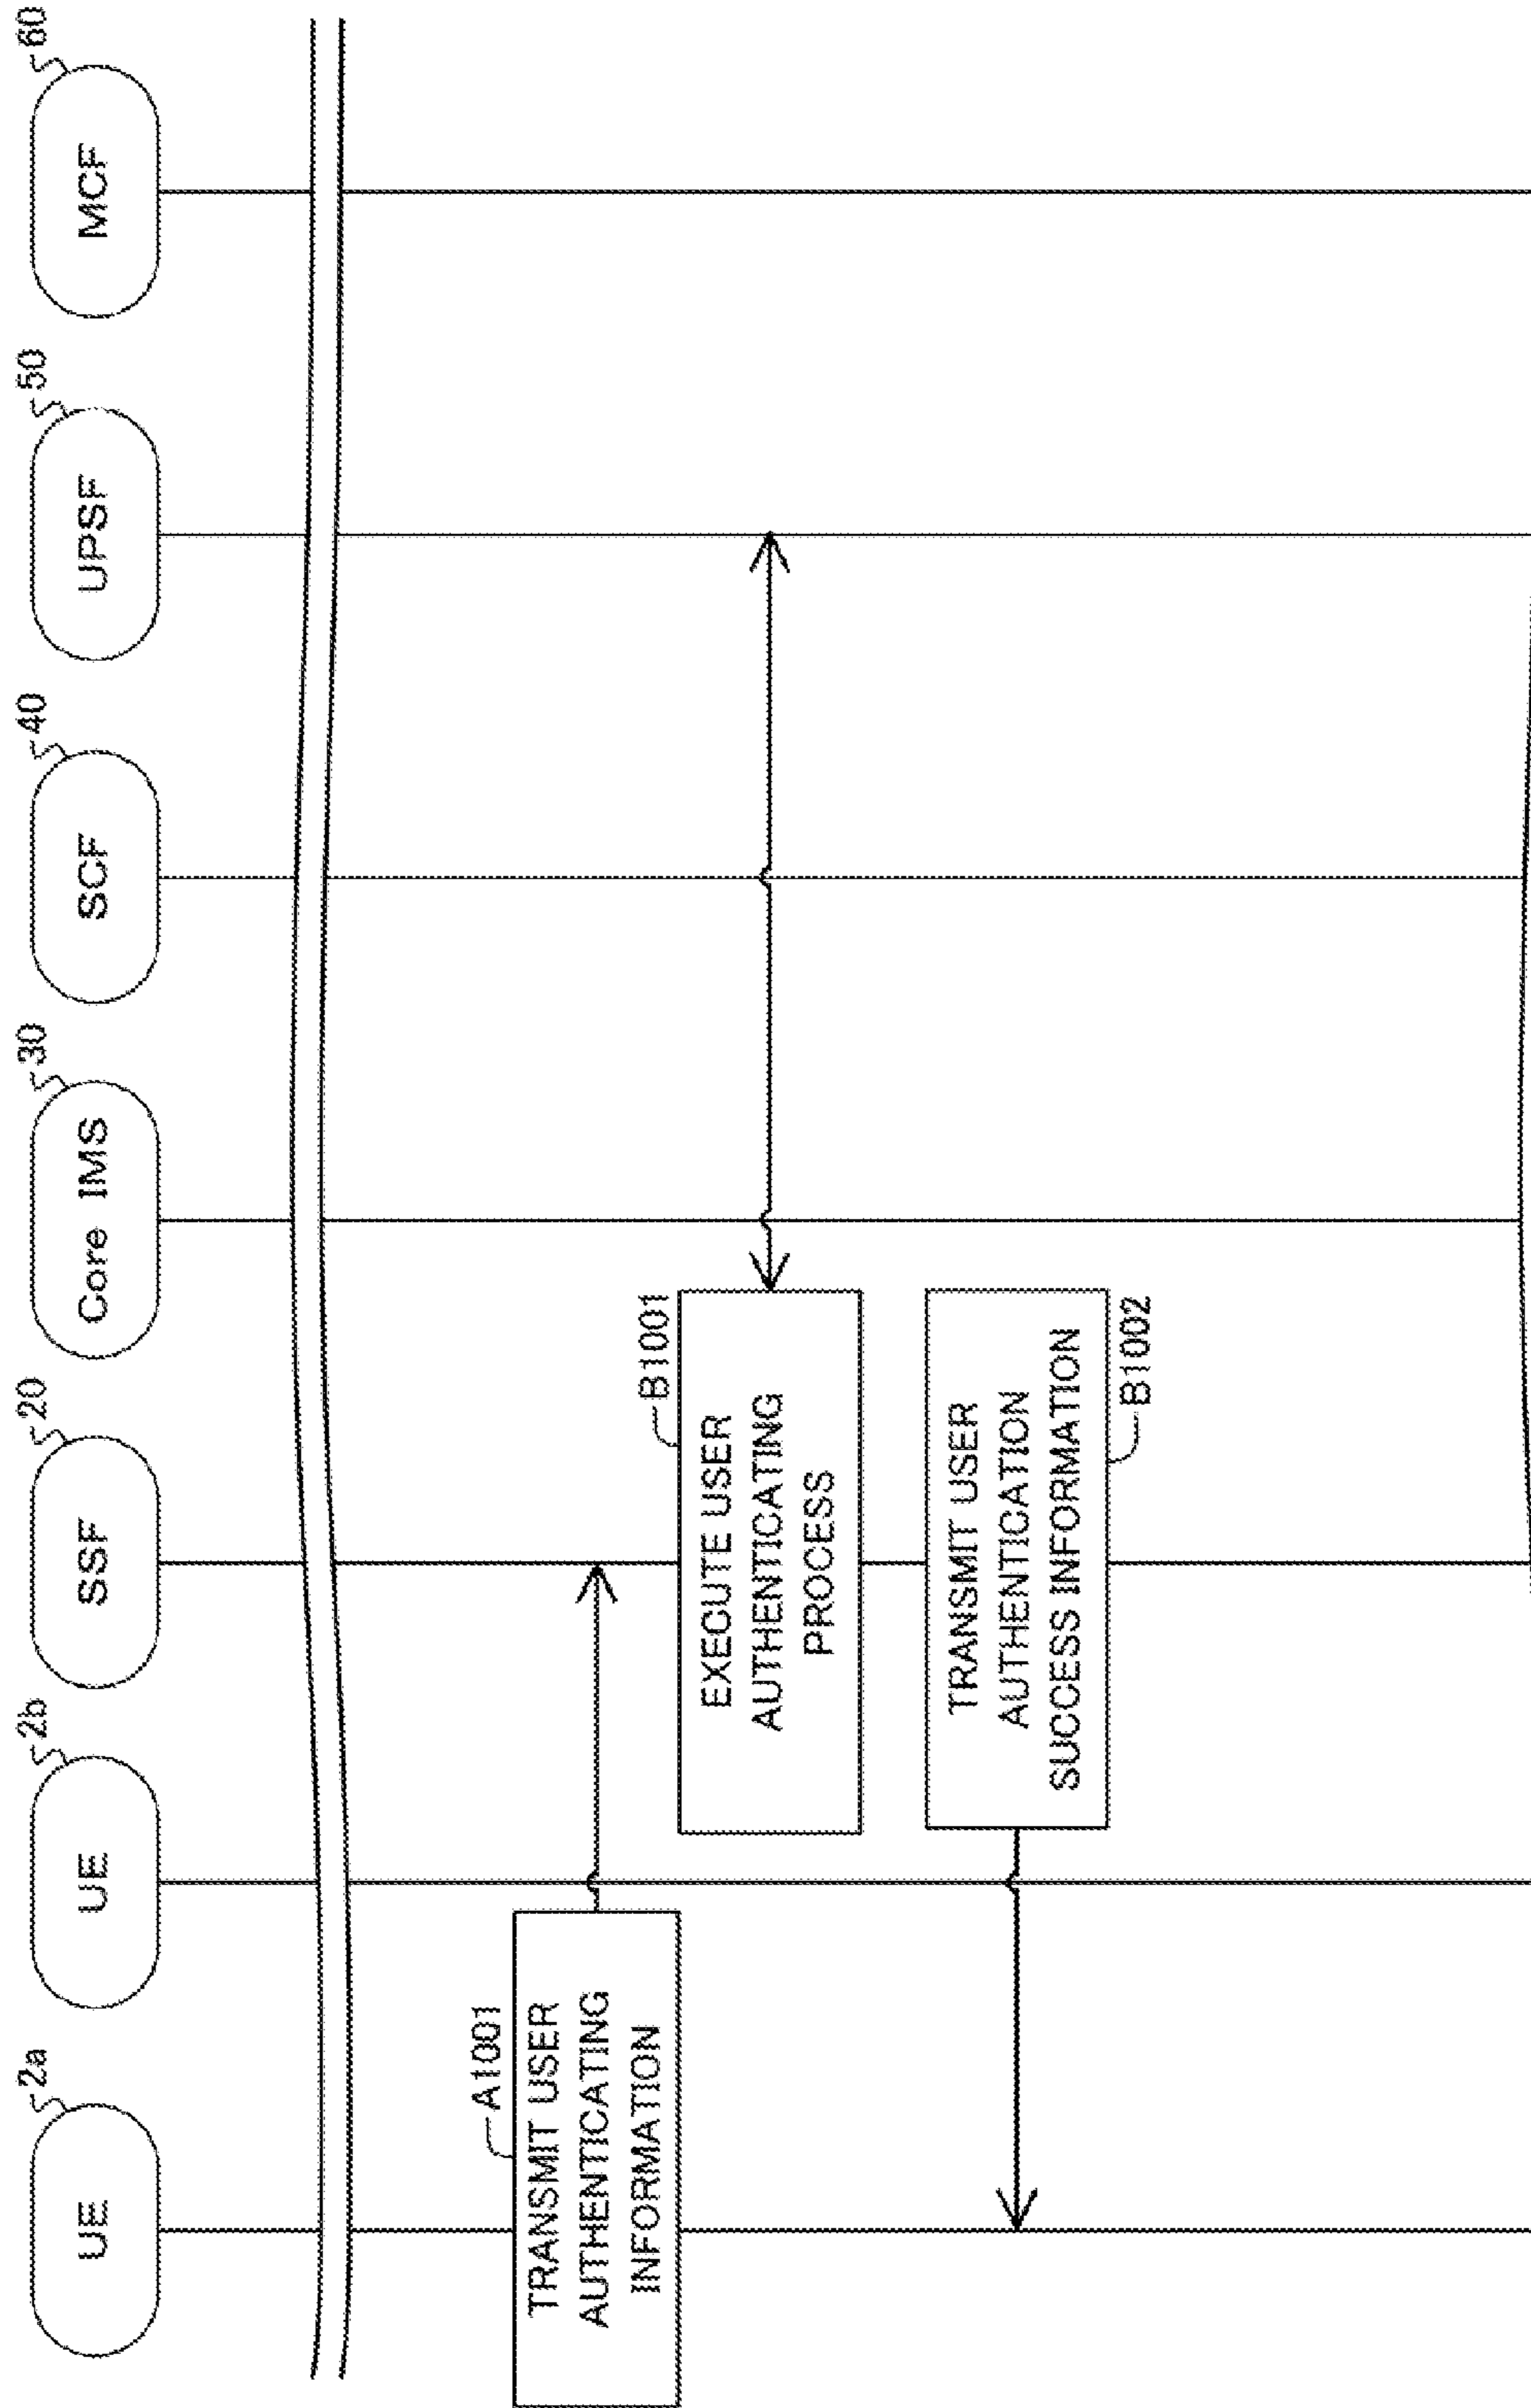 2a
2b
20
30
40
50
60
UE
UE
SSF
Core IMS
SCF
UPSF
MCF
A1001
TRANSMIT USER
AUTHENTICATING
INFORMATION
B1001
EXECUTE USER
AUTHENTICATING
PROCESS
TRANSMIT USER
AUTHENTICATION
SUCCESS INFORMATION
B1002